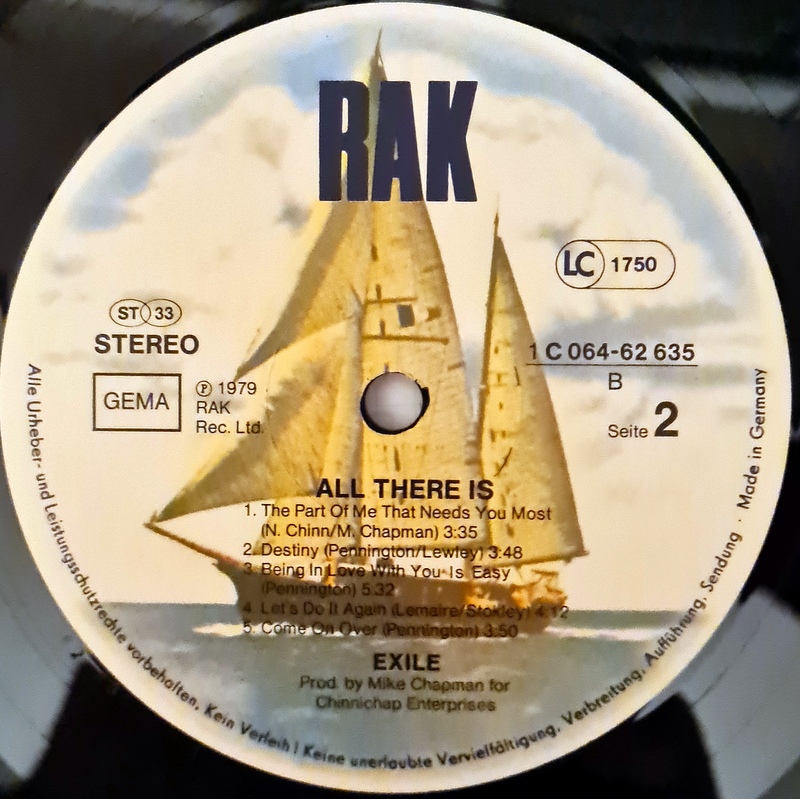 RAK
LC 1750
ST 33
STEREO
GEMA
℗ 1979
RAK
Rec. Ltd.
1 C 064-62 635
B
Seite 2
ALL THERE IS
1. The Part Of Me That Needs You Most
(N. Chinn/M. Chapman) 3:35
2. Destiny (Pennington/Lewley) 3:48
3. Being In Love With You Is Easy
(Pennington) 5:32
4. Let's Do It Again (Lemaire/Stokley) 4:12
5. Come On Over (Pennington) 3:50
EXILE
Prod. by Mike Chapman for
Chinnichap Enterprises
Alle Urheber- und Leistungsschutzrechte vorbehalten. Kein Verleih! Keine unerlaubte Vervielfältigung, Verbreitung, Aufführung, Sendung · Made in Germany